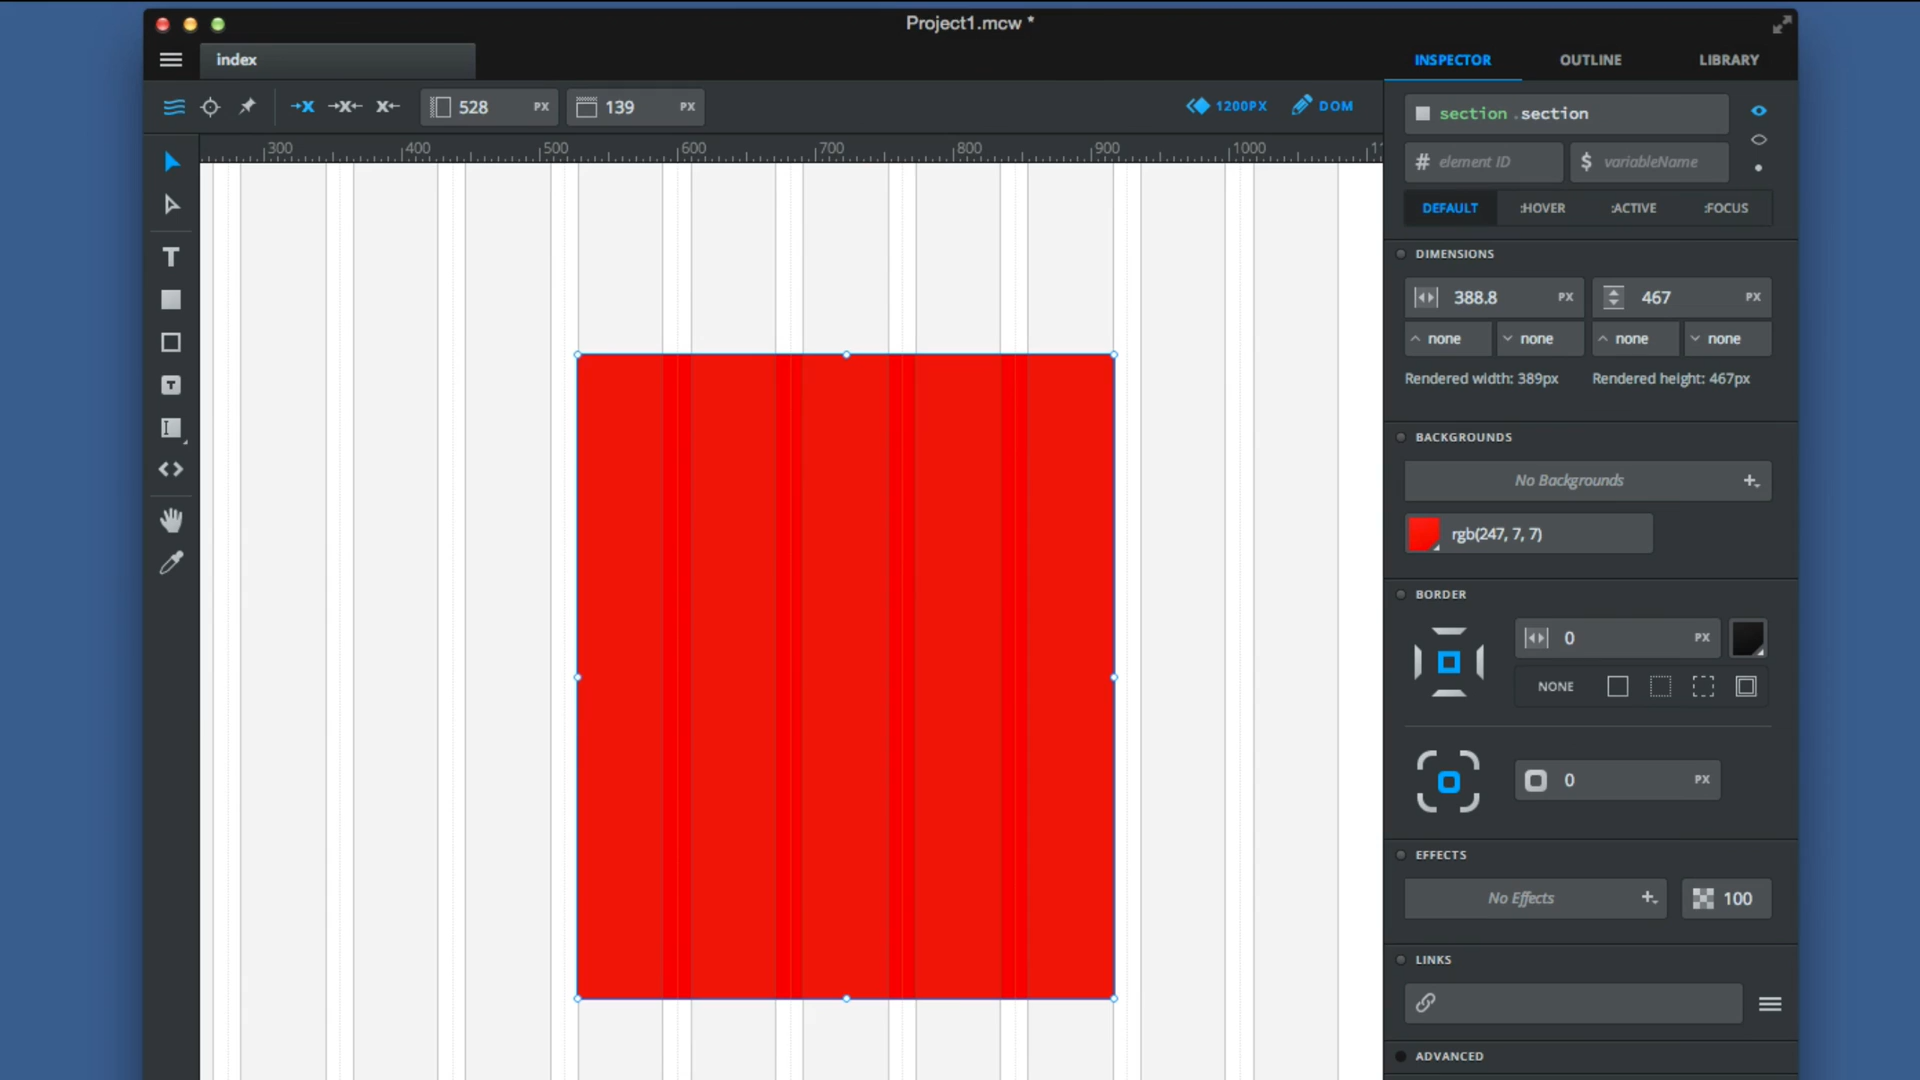 Project1.mcw *
index
INSPECTOR
OUTLINE
LIBRARY
528 PX
139 PX
1200PX
DOM
300 400 500 600 700 800 900 1000
section .section
# element ID
$ variableName
DEFAULT
:HOVER
:ACTIVE
:FOCUS
DIMENSIONS
388.8 PX
467 PX
none
none
none
none
Rendered width: 389px
Rendered height: 467px
BACKGROUNDS
No Backgrounds
rgb(247, 7, 7)
BORDER
0 PX
NONE
0 PX
EFFECTS
No Effects
100
LINKS
ADVANCED